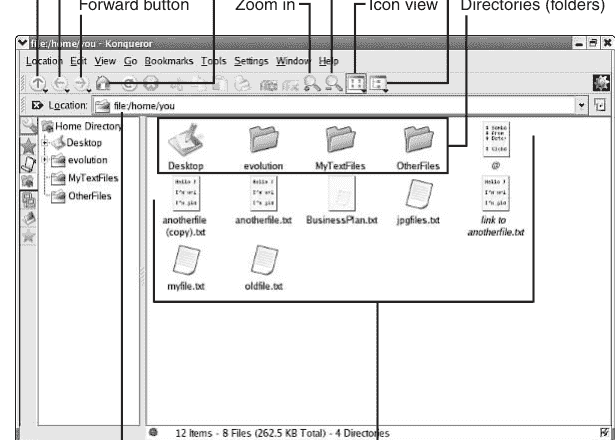 Forward button Zoom in Icon view Directories (folders)
file:/home/you - Konqueror
Location Edit View Go Bookmarks Tools Settings Window Help
Location: file:/home/you
Home Directory
Desktop
evolution
MyTextFiles
OtherFiles
Desktop evolution MyTextFiles OtherFiles @
Hello ! Hello ! Hello !
anotherfile (copy).txt anotherfile.txt BusinessPlan.txt jpgfiles.txt link to anotherfile.txt
myfile.txt oldfile.txt
12 Items - 8 Files (262.5 KB Total) - 4 Directories